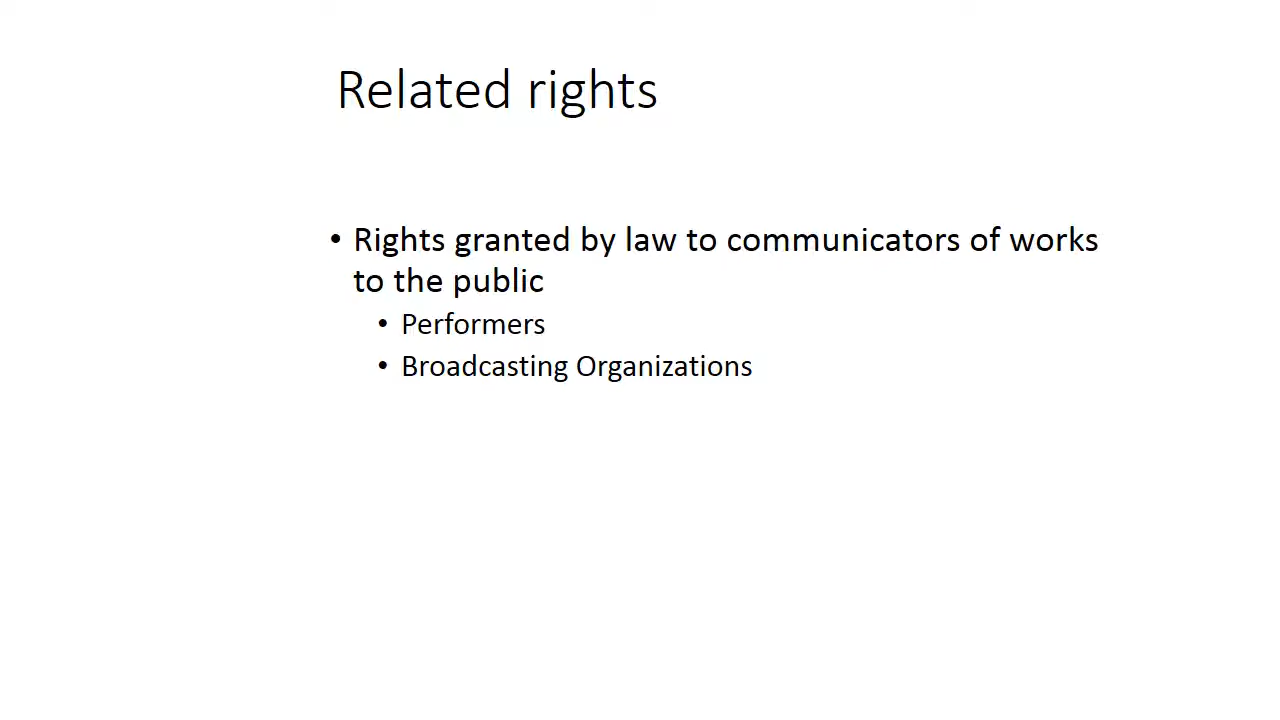 Related rights
• Rights granted by law to communicators of works
to the public
• Performers
• Broadcasting Organizations